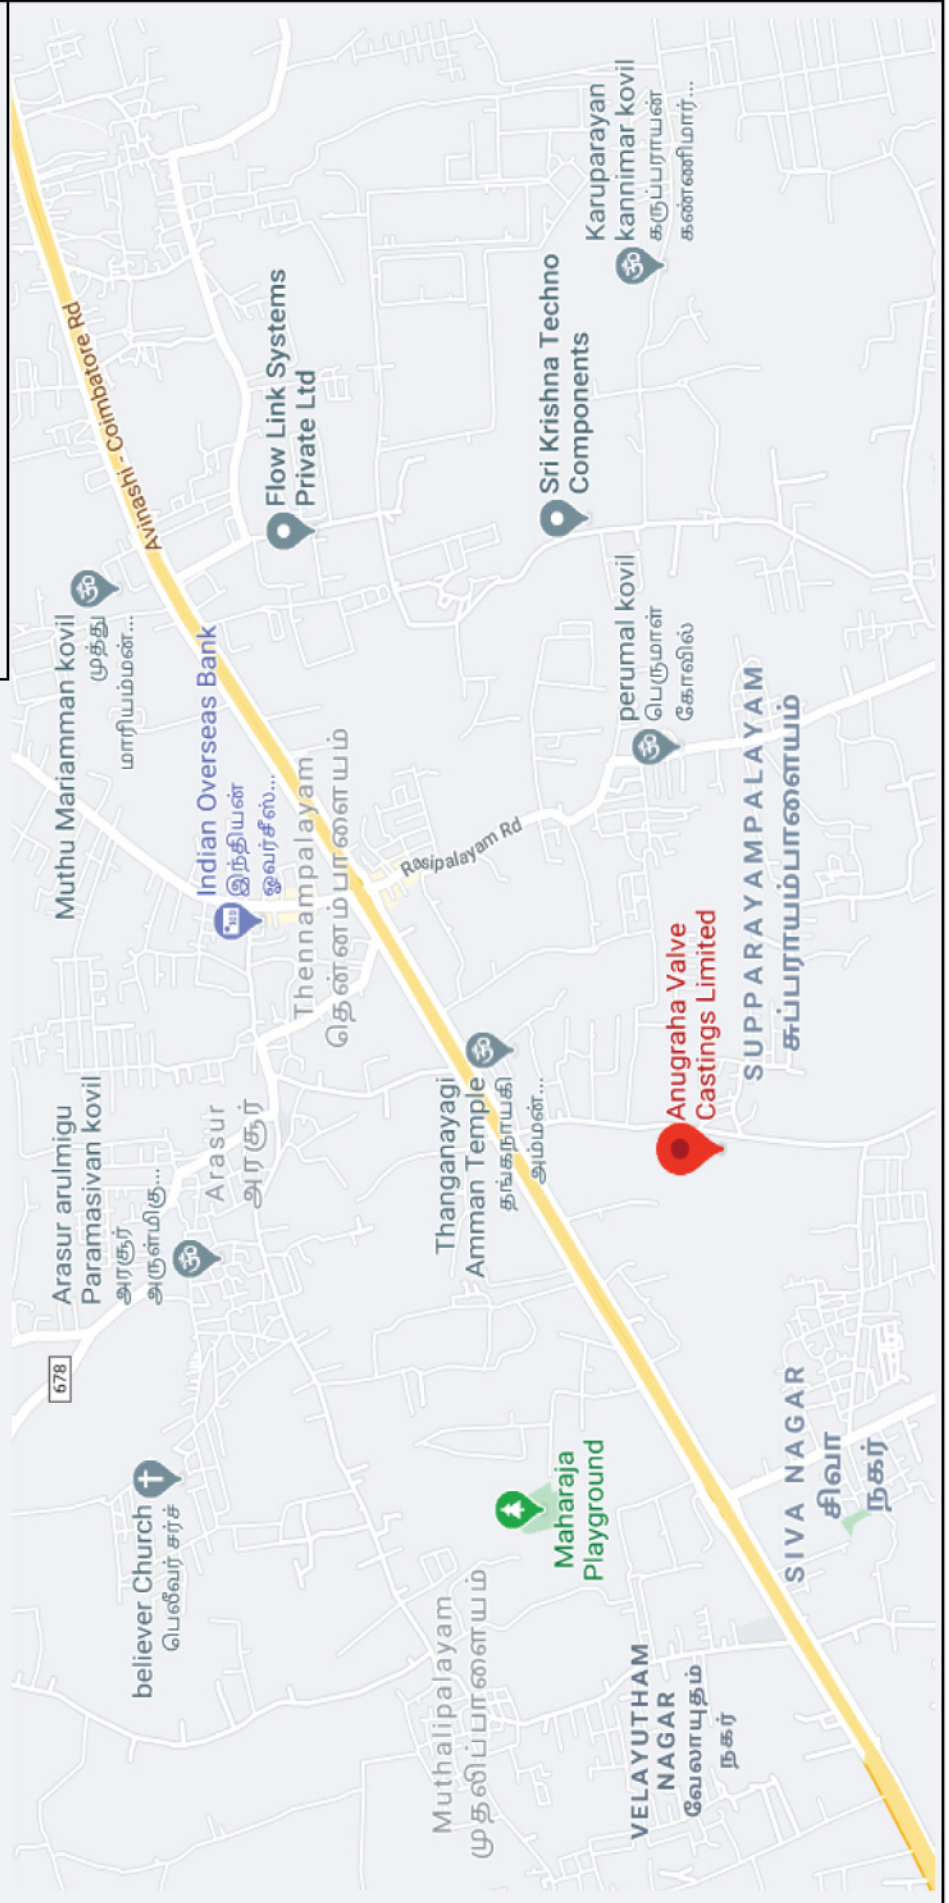 Avinashi - Coimbatore Rd
Muthu Mariamman kovil
முத்து
மாரியம்மன்...
Indian Overseas Bank
இந்தியன்
ஓவர்சீஸ்...
Flow Link Systems
Private Ltd
Karuparayan
kannimar kovil
கருப்பராயன்
கண்ணிமார்...
Sri Krishna Techno
Components
Thennampalayam
தென்னம்பாளையம்
Rasipalayam Rd
perumal kovil
பெருமாள்
கோவில்
SUPPARAYAMPALAYAM
சுப்பராயம்பாளையம்
Arasur arulmigu
Paramasivan kovil
அரசூர்
அருள்மிகு...
Arasur
அரசூர்
678
Thanganayagi
Amman Temple
தங்கநாயகி
அம்மன்...
Anugraha Valve
Castings Limited
believer Church
பெலீவர் சர்ச்
Maharaja
Playground
Muthalipalayam
முதலிப்பாளையம்
SIVA NAGAR
சிவா
நகர்
VELAYUTHAM
NAGAR
வேலாயுதம்
நகர்